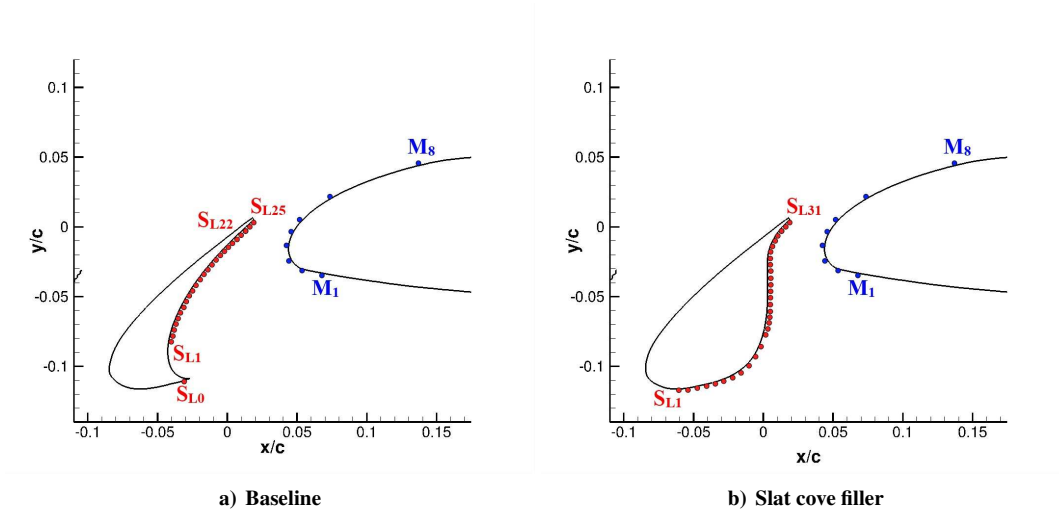 y/c
0.1
0.05
0
-0.05
-0.1
M8
SL22
SL25
M1
SL1
SL0
-0.1
-0.05
0
0.05
0.1
0.15
x/c
a) Baseline
y/c
0.1
0.05
0
-0.05
-0.1
M8
SL31
M1
SL1
-0.1
-0.05
0
0.05
0.1
0.15
x/c
b) Slat cove filler